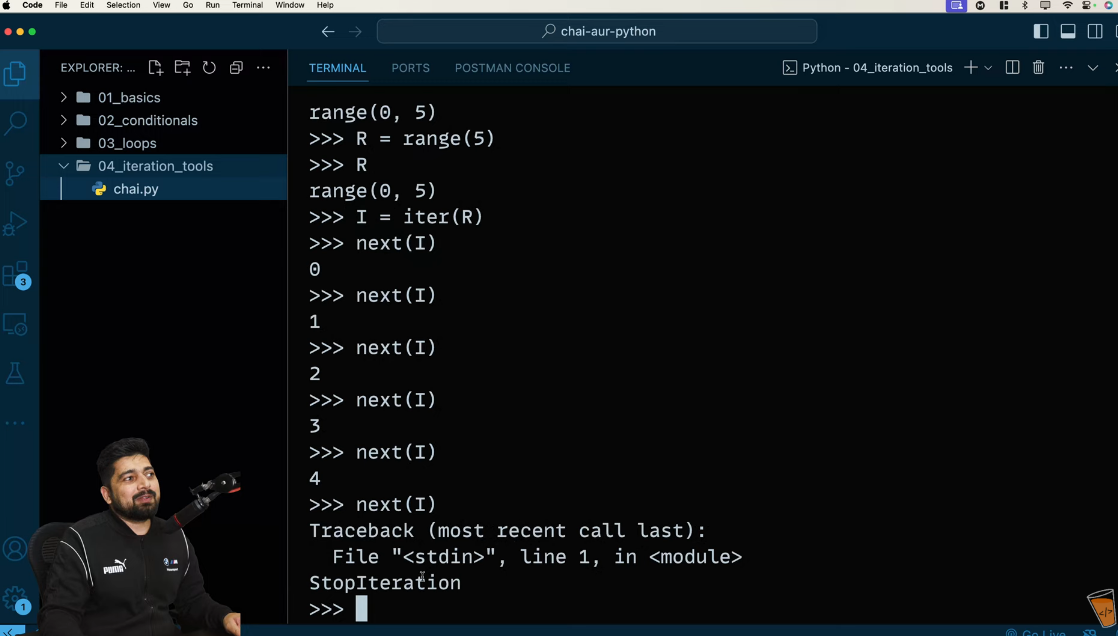 Code File Edit Selection View Go Run Terminal Window Help
chai-aur-python
EXPLORER: ...
TERMINAL PORTS POSTMAN CONSOLE
Python - 04_iteration_tools
01_basics
02_conditionals
03_loops
04_iteration_tools
chai.py
3
1
range(0, 5)
>>> R = range(5)
>>> R
range(0, 5)
>>> I = iter(R)
>>> next(I)
0
>>> next(I)
1
>>> next(I)
2
>>> next(I)
3
>>> next(I)
4
>>> next(I)
Traceback (most recent call last):
File "<stdin>", line 1, in <module>
StopIteration
>>>
PUMA
</>
Go Live